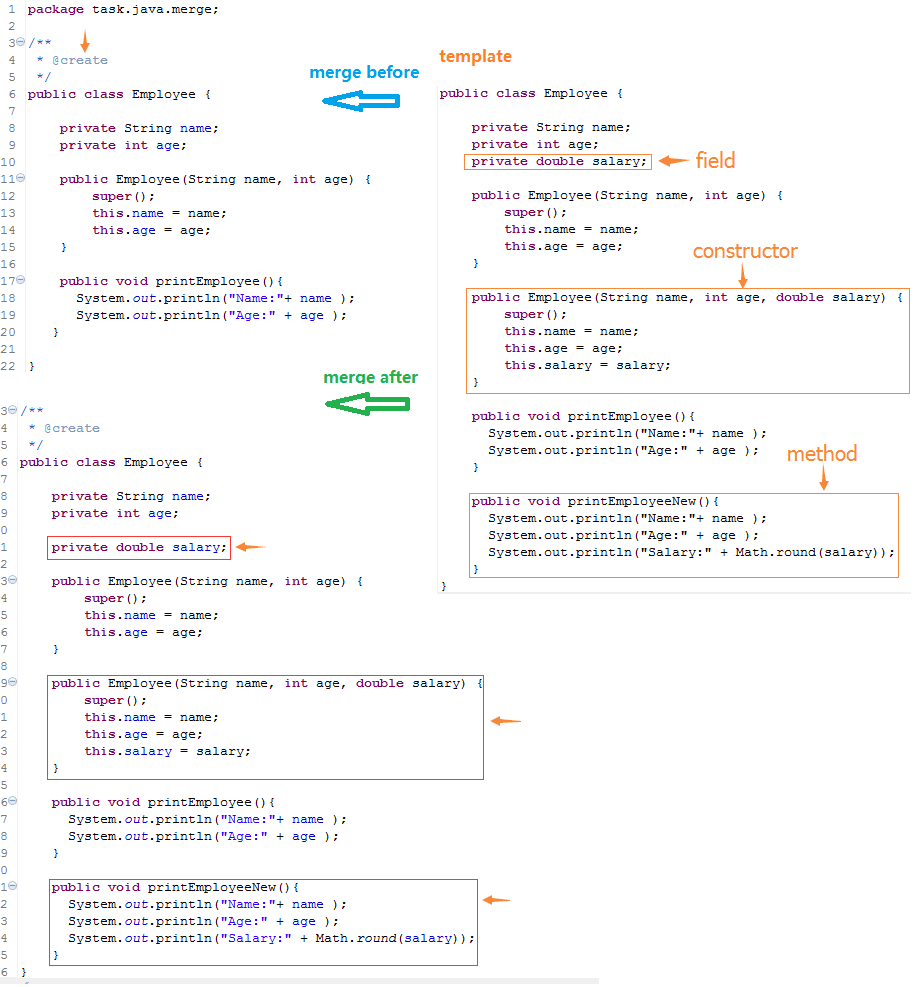 1 package task.java.merge;
2
3 /**
4 * @create
5 */
6 public class Employee {
7
8 private String name;
9 private int age;
10
11 public Employee(String name, int age) {
12 super();
13 this.name = name;
14 this.age = age;
15 }
16
17 public void printEmployee(){
18 System.out.println("Name:"+ name );
19 System.out.println("Age:" + age );
20 }
21
22 }
merge before
template
public class Employee {
private String name;
private int age;
private double salary;
field
public Employee(String name, int age) {
super();
this.name = name;
this.age = age;
}
constructor
public Employee(String name, int age, double salary) {
super();
this.name = name;
this.age = age;
this.salary = salary;
}
public void printEmployee(){
System.out.println("Name:"+ name );
System.out.println("Age:" + age );
}
method
public void printEmployeeNew(){
System.out.println("Name:"+ name );
System.out.println("Age:" + age );
System.out.println("Salary:" + Math.round(salary));
}
}
merge after
3 /**
4 * @create
5 */
6 public class Employee {
7
8 private String name;
9 private int age;
0
1 private double salary;
2
3 public Employee(String name, int age) {
4 super();
5 this.name = name;
6 this.age = age;
7 }
8
9 public Employee(String name, int age, double salary) {
0 super();
1 this.name = name;
2 this.age = age;
3 this.salary = salary;
4 }
5
6 public void printEmployee(){
7 System.out.println("Name:"+ name );
8 System.out.println("Age:" + age );
9 }
0
1 public void printEmployeeNew(){
2 System.out.println("Name:"+ name );
3 System.out.println("Age:" + age );
4 System.out.println("Salary:" + Math.round(salary));
5 }
6 }